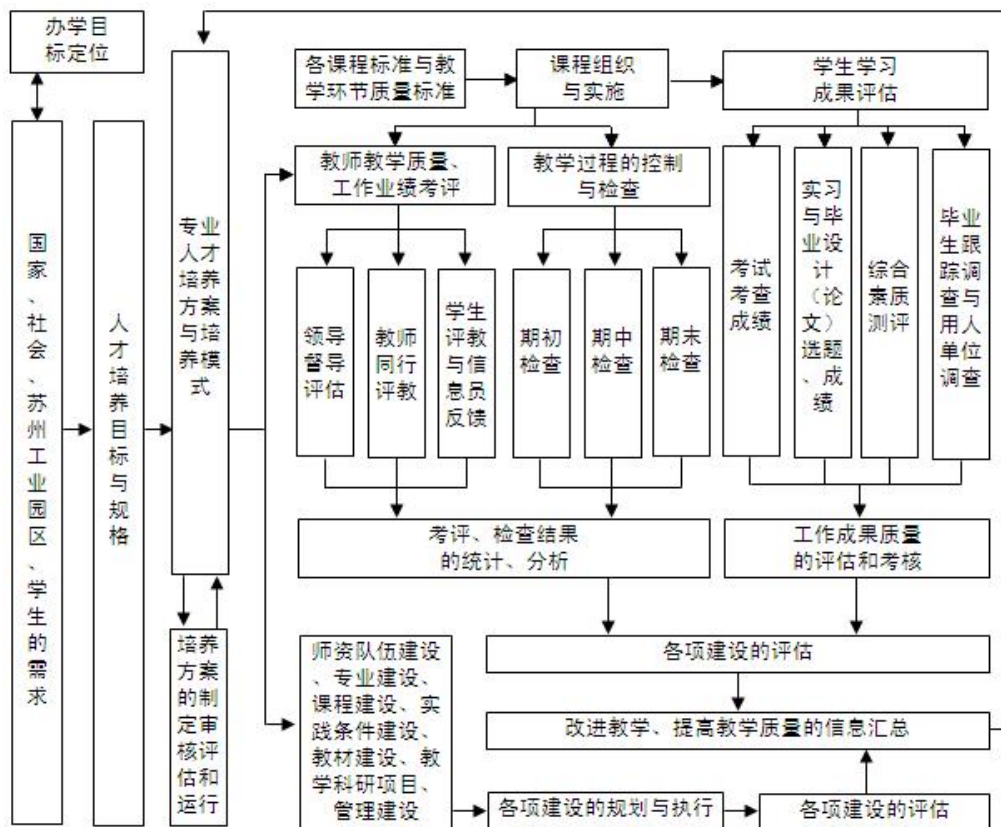 办学目
标定位
国家、社会、苏州工业园区、学生的需求
人才培养目标与规格
专业
人才
培养
方案
与培
养模
式
培养
方案
的制
定审
核评
估和
运行
各课程标准与教
学环节质量标准
课程组织
与实施
学生学习
成果评估
教师教学质量、
工作业绩考评
教学过程的控制
与检查
领导
督导
评估
教师
同行
评教
学生
评教
与信
息员
反馈
期初
检查
期中
检查
期末
检查
考试
考查
成绩
实习
与毕
业设
计
（论
文）
选题
、成
绩
综合
素质
测评
毕业
生跟
踪调
查与
用人
单位
调查
考评、检查结果
的统计、分析
工作成果质量
的评估和考核
师资队伍建设
、专业建设、
课程建设、实
践条件建设、
教材建设、教
学科研项目、
管理建设
各项建设的评估
改进教学、提高教学质量的信息汇总
各项建设的规划与执行
各项建设的评估